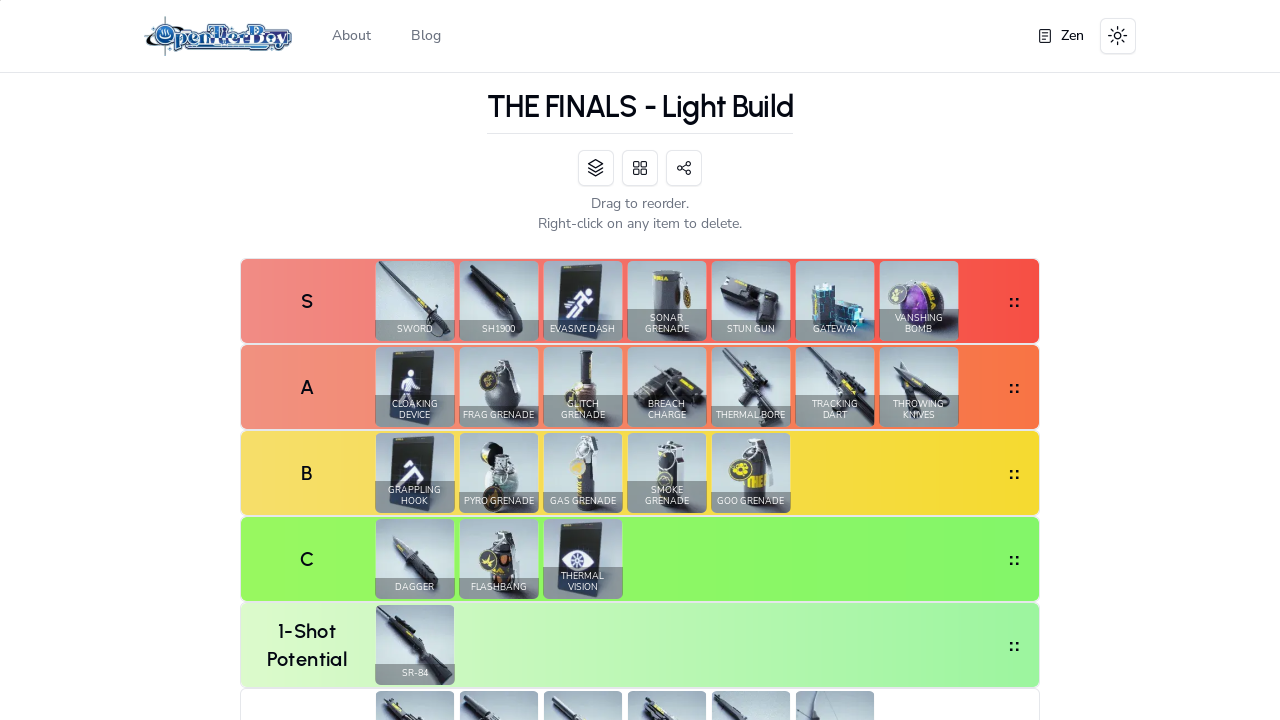 OpenTierBoy
About
Blog
Zen
THE FINALS - Light Build
Drag to reorder.
Right-click on any item to delete.
S
SWORD
SH1900
EVASIVE DASH
SONAR
GRENADE
STUN GUN
GATEWAY
VANSHING
BOMB
A
CLOAKING
DEVICE
FRAG GRENADE
GLITCH
GRENADE
BREACH
CHARGE
THERMAL BORE
TRACKING
DART
THROWING
KNIVES
B
GRAPPLING
HOOK
PYRO GRENADE
GAS GRENADE
SMOKE
GRENADE
GOO GRENADE
C
DAGGER
FLASHBANG
THERMAL
VISION
1-Shot
Potential
SR-84